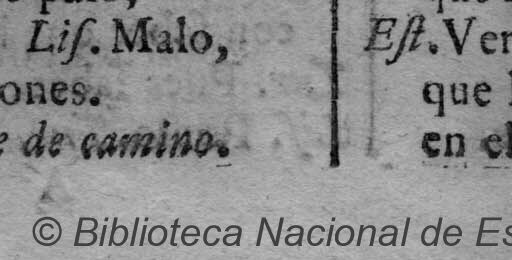 Lis. Malo,
ones.
e de camino.
Est. Ver
que
en el
© Biblioteca Nacional de Es